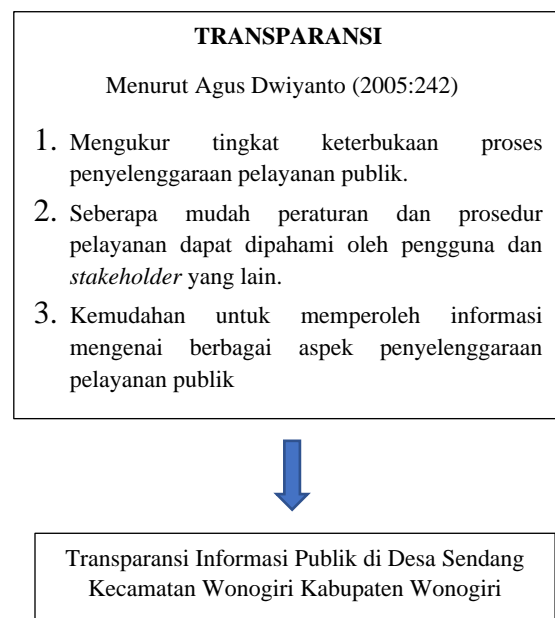 TRANSPARANSI
Menurut Agus Dwiyanto (2005:242)
1. Mengukur tingkat keterbukaan proses
penyelenggaraan pelayanan publik.
2. Seberapa mudah peraturan dan prosedur
pelayanan dapat dipahami oleh pengguna dan
stakeholder yang lain.
3. Kemudahan untuk memperoleh informasi
mengenai berbagai aspek penyelenggaraan
pelayanan publik
Transparansi Informasi Publik di Desa Sendang
Kecamatan Wonogiri Kabupaten Wonogiri